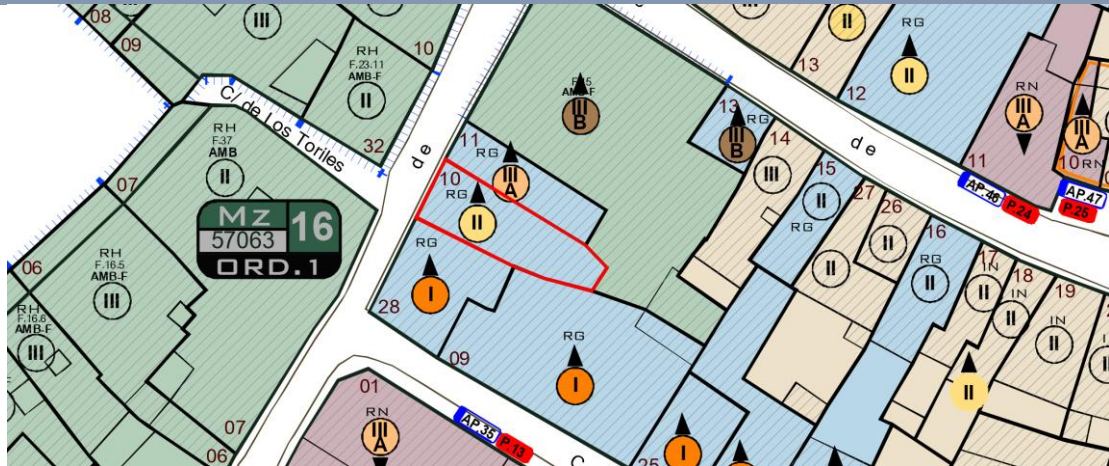 08
09
III
10
RH
F.23.11
AMB-F
II
32
C/ de Los Toriles
de
RH
F.37
AMB
II
07
Mz
57063
16
ORD.1
06
RH
F.16.5
AMB-F
III
RH
F.16.6
AMB-F
III
07
06
11
RG
III
A
10
RG
II
RG
I
28
09
RG
I
01
RN
III
A
AP.35
P.13
25
I
III
B
13
RG
III
B
14
III
15
II
RG
27
II
26
II
16
RG
II
17
IN
II
18
IN
II
19
IN
II
II
III
II
13
RG
II
12
de
RN
III
A
11
AP.46
P.24
III
A
10
RN
AP.47
P.25